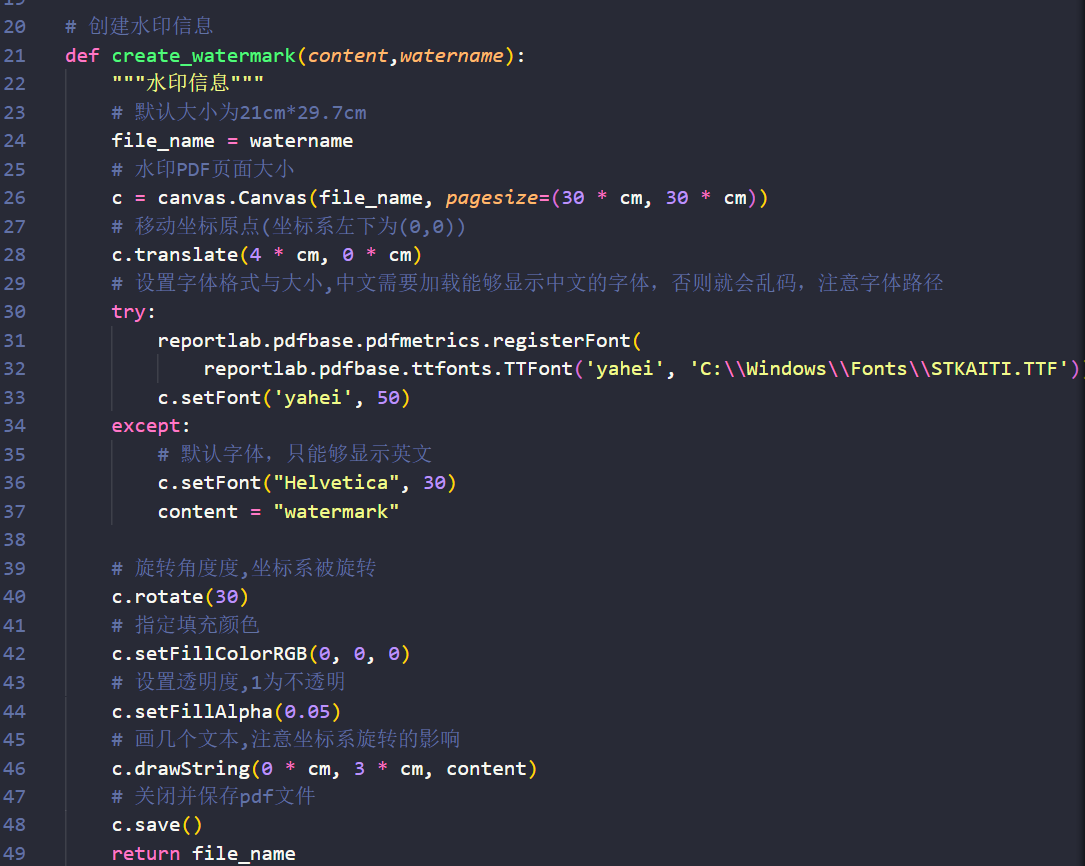 20 # 创建水印信息
21 def create_watermark(content,watername):
22 """水印信息"""
23 # 默认大小为21cm*29.7cm
24 file_name = watername
25 # 水印PDF页面大小
26 c = canvas.Canvas(file_name, pagesize=(30 * cm, 30 * cm))
27 # 移动坐标原点(坐标系左下为(0,0))
28 c.translate(4 * cm, 0 * cm)
29 # 设置字体格式与大小,中文需要加载能够显示中文的字体，否则就会乱码，注意字体路径
30 try:
31 reportlab.pdfbase.pdfmetrics.registerFont(
32 reportlab.pdfbase.ttfonts.TTFont('yahei', 'C:\\Windows\\Fonts\\STKAITI.TTF')
33 c.setFont('yahei', 50)
34 except:
35 # 默认字体，只能够显示英文
36 c.setFont("Helvetica", 30)
37 content = "watermark"
38
39 # 旋转角度度,坐标系被旋转
40 c.rotate(30)
41 # 指定填充颜色
42 c.setFillColorRGB(0, 0, 0)
43 # 设置透明度,1为不透明
44 c.setFillAlpha(0.05)
45 # 画几个文本,注意坐标系旋转的影响
46 c.drawString(0 * cm, 3 * cm, content)
47 # 关闭并保存pdf文件
48 c.save()
49 return file_name